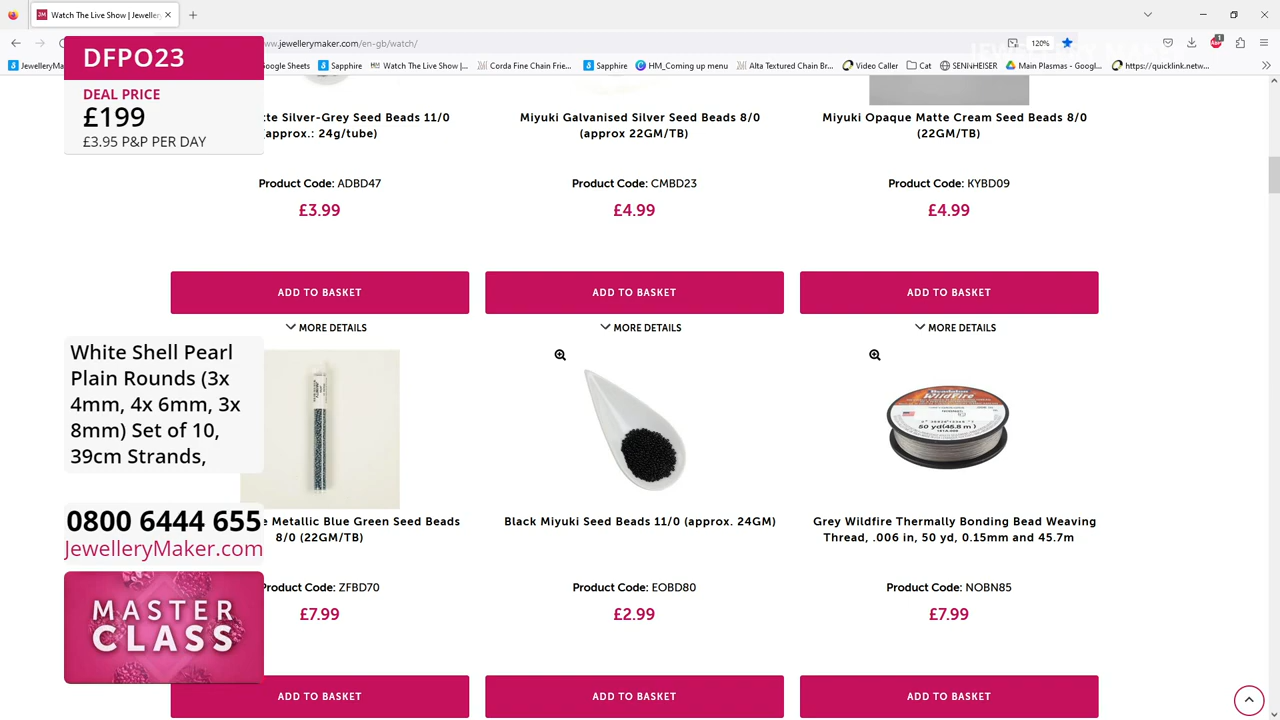 Watch The Live Show | Jeweller
ww.jewellerymaker.com/en-gb/watch/
120%
1
JewelleryMa
Google Sheets
Sapphire
Watch The Live Show |...
Corda Fine Chain Frie...
Sapphire
HM_Coming up menu
Alta Textured Chain Br...
Video Caller
Cat
SENNHEISER
Main Plasmas - Googl...
https://quicklink.netw...
DFPO23
DEAL PRICE
£199
£3.95 P&P PER DAY
tte Silver-Grey Seed Beads 11/0
(approx.: 24g/tube)
Product Code: ADBD47
£3.99
ADD TO BASKET
MORE DETAILS
Miyuki Galvanised Silver Seed Beads 8/0
(approx 22GM/TB)
Product Code: CMBD23
£4.99
ADD TO BASKET
MORE DETAILS
Miyuki Opaque Matte Cream Seed Beads 8/0
(22GM/TB)
Product Code: KYBD09
£4.99
ADD TO BASKET
MORE DETAILS
White Shell Pearl
Plain Rounds (3x
4mm, 4x 6mm, 3x
8mm) Set of 10,
39cm Strands,
0800 6444 655
JewelleryMaker.com
MASTER
CLASS
e Metallic Blue Green Seed Beads
8/0 (22GM/TB)
Product Code: ZFBD70
£7.99
ADD TO BASKET
Black Miyuki Seed Beads 11/0 (approx. 24GM)
Product Code: EOBD80
£2.99
ADD TO BASKET
WildFire
50 yd(45.8 m)
Grey Wildfire Thermally Bonding Bead Weaving
Thread, .006 in, 50 yd, 0.15mm and 45.7m
Product Code: NOBN85
£7.99
ADD TO BASKET